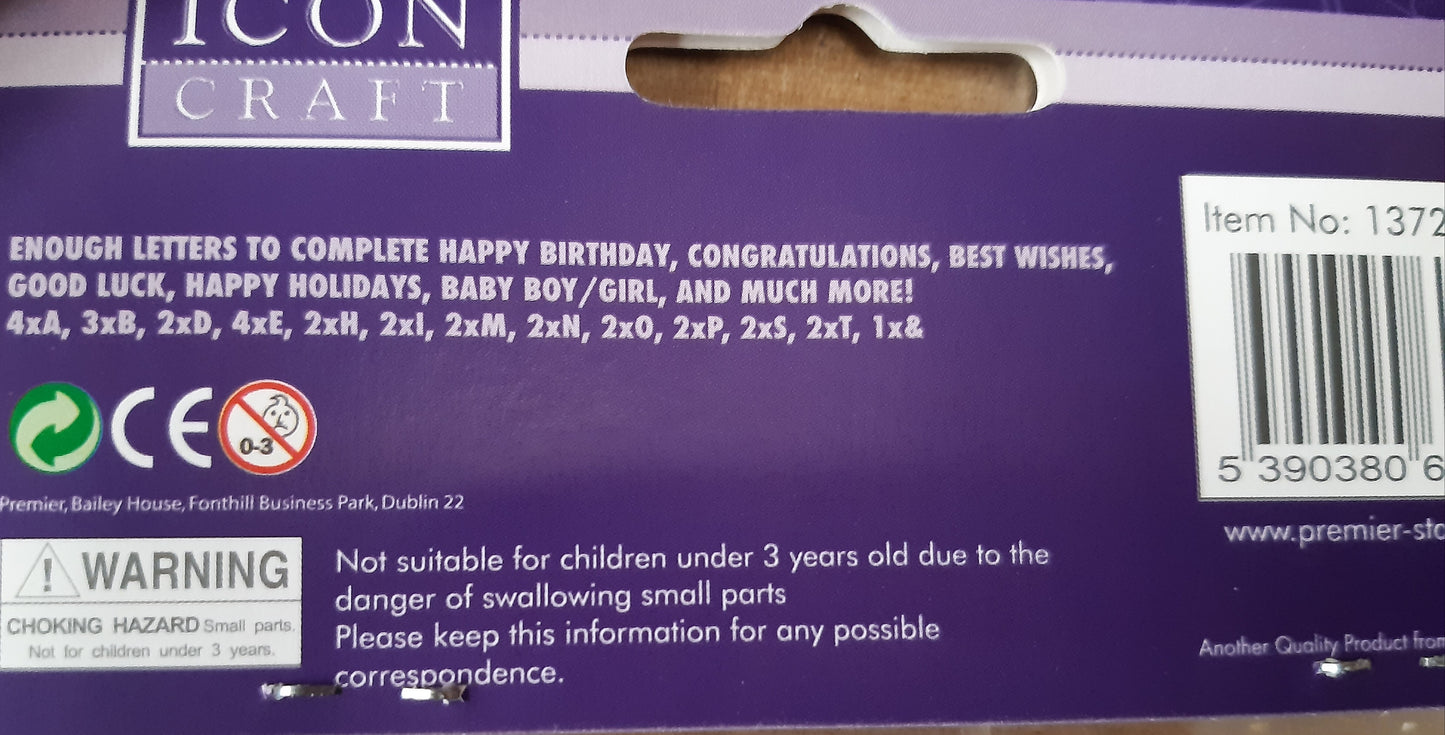 ICON
CRAFT
ENOUGH LETTERS TO COMPLETE HAPPY BIRTHDAY, CONGRATULATIONS, BEST WISHES,
GOOD LUCK, HAPPY HOLIDAYS, BABY BOY/GIRL, AND MUCH MORE!
4xA, 3xB, 2xD, 4xE, 2xH, 2xI, 2xM, 2xN, 2xO, 2xP, 2xS, 2xT, 1x&
CE
0-3
Premier, Bailey House, Fonthill Business Park, Dublin 22
! WARNING
CHOKING HAZARD Small parts.
Not for children under 3 years.
Not suitable for children under 3 years old due to the
danger of swallowing small parts
Please keep this information for any possible
correspondence.
Item No: 1372
5 390380 6
www.premier-sto
Another Quality Product from